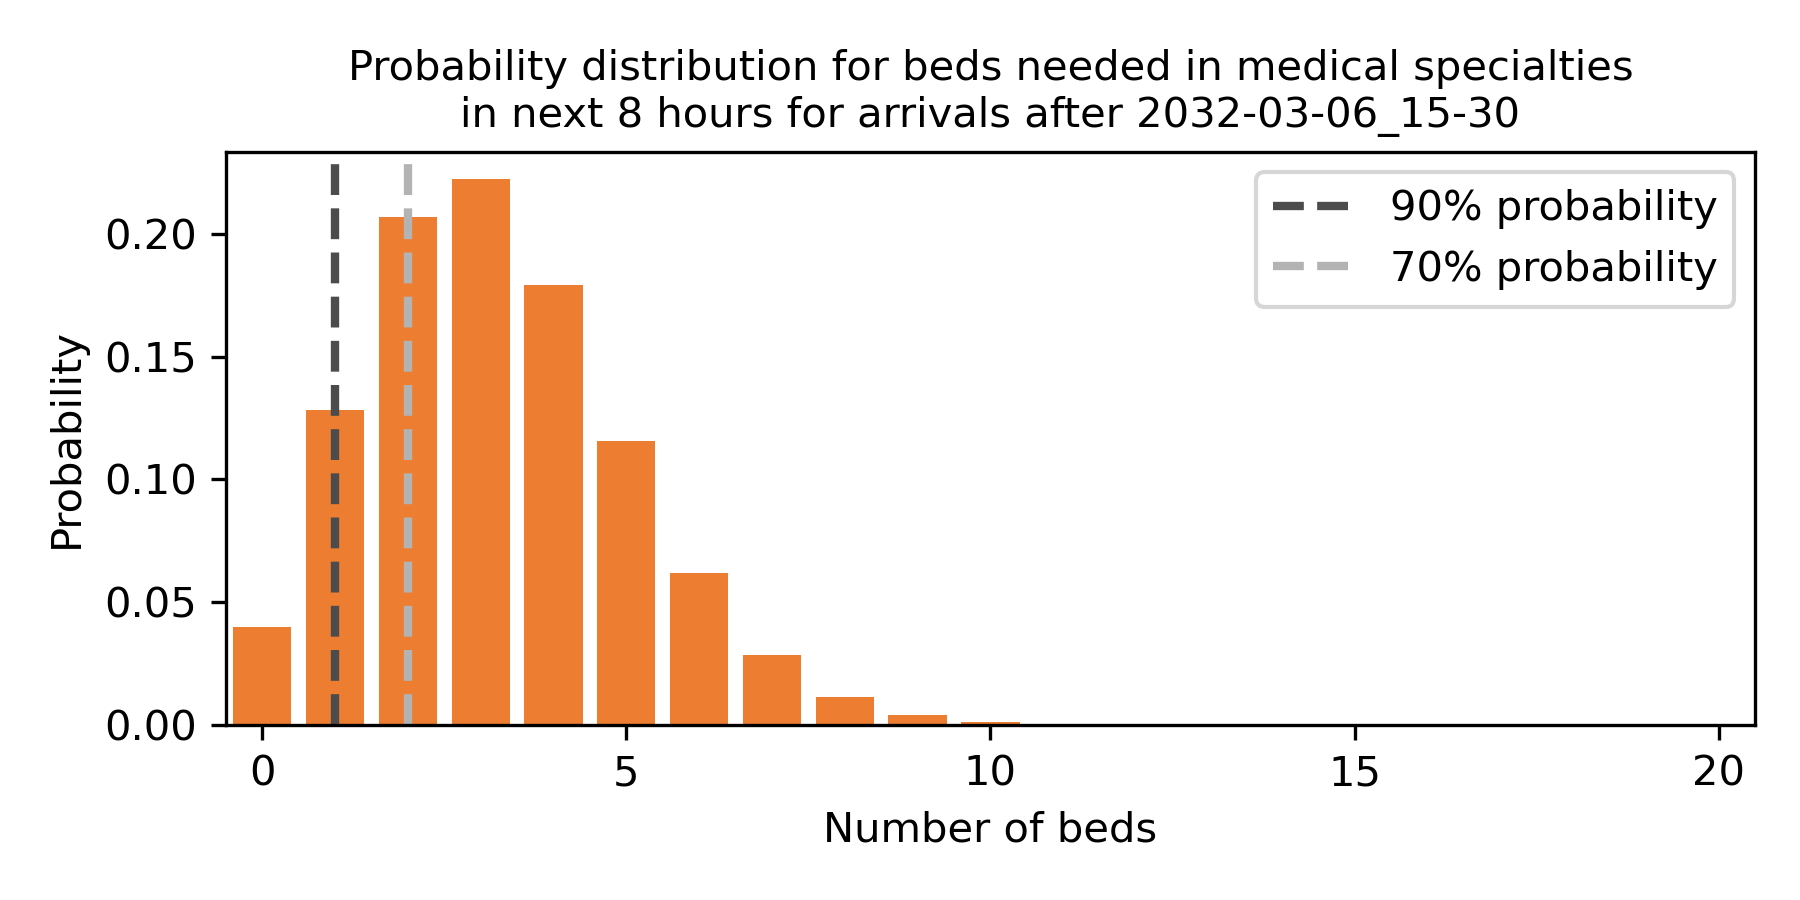 Probability distribution for beds needed in medical specialties
in next 8 hours for arrivals after 2032-03-06_15-30
90% probability
70% probability
Probability
0.20
0.15
0.10
0.05
0.00
0 5 10 15 20
Number of beds